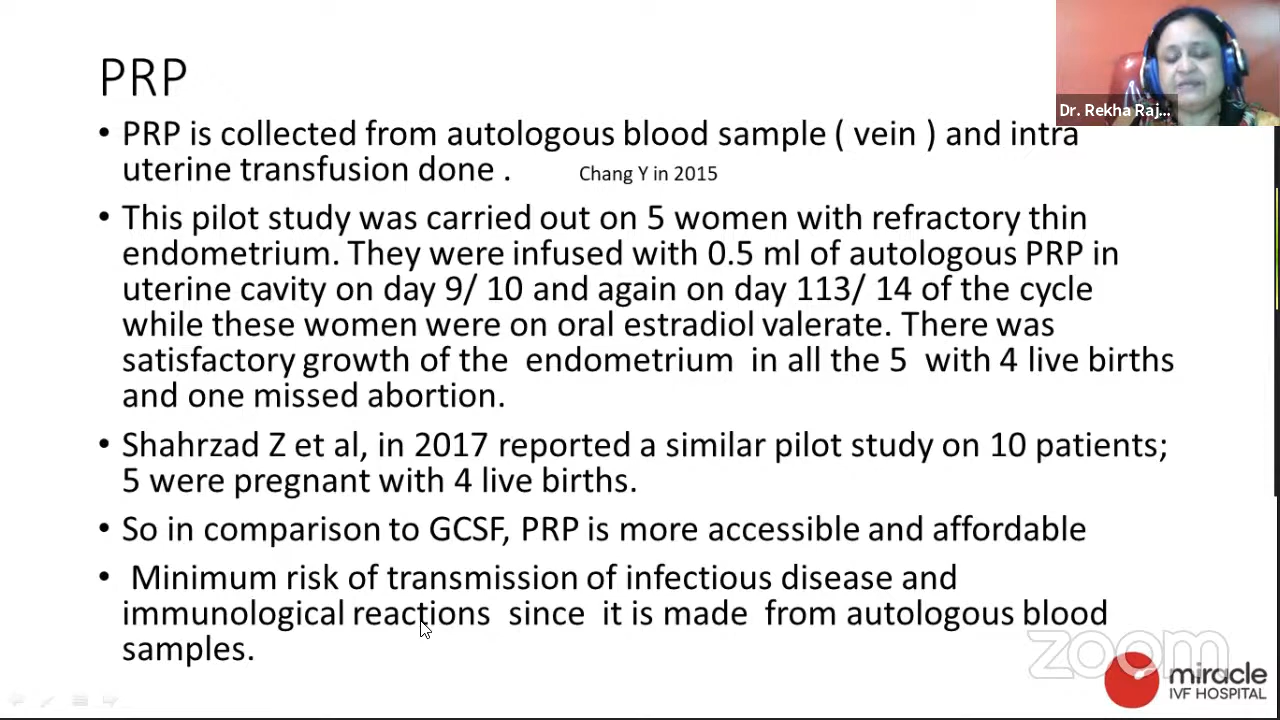 PRP
Dr. Rekha Raj...
• PRP is collected from autologous blood sample ( vein ) and intra
uterine transfusion done .
Chang Y in 2015
• This pilot study was carried out on 5 women with refractory thin
endometrium. They were infused with 0.5 ml of autologous PRP in
uterine cavity on day 9/ 10 and again on day 113/ 14 of the cycle
while these women were on oral estradiol valerate. There was
satisfactory growth of the endometrium in all the 5 with 4 live births
and one missed abortion.
• Shahrzad Z et al, in 2017 reported a similar pilot study on 10 patients;
5 were pregnant with 4 live births.
• So in comparison to GCSF, PRP is more accessible and affordable
• Minimum risk of transmission of infectious disease and
immunological reactions since it is made from autologous blood
samples.
zoom
miracle
IVF HOSPITAL